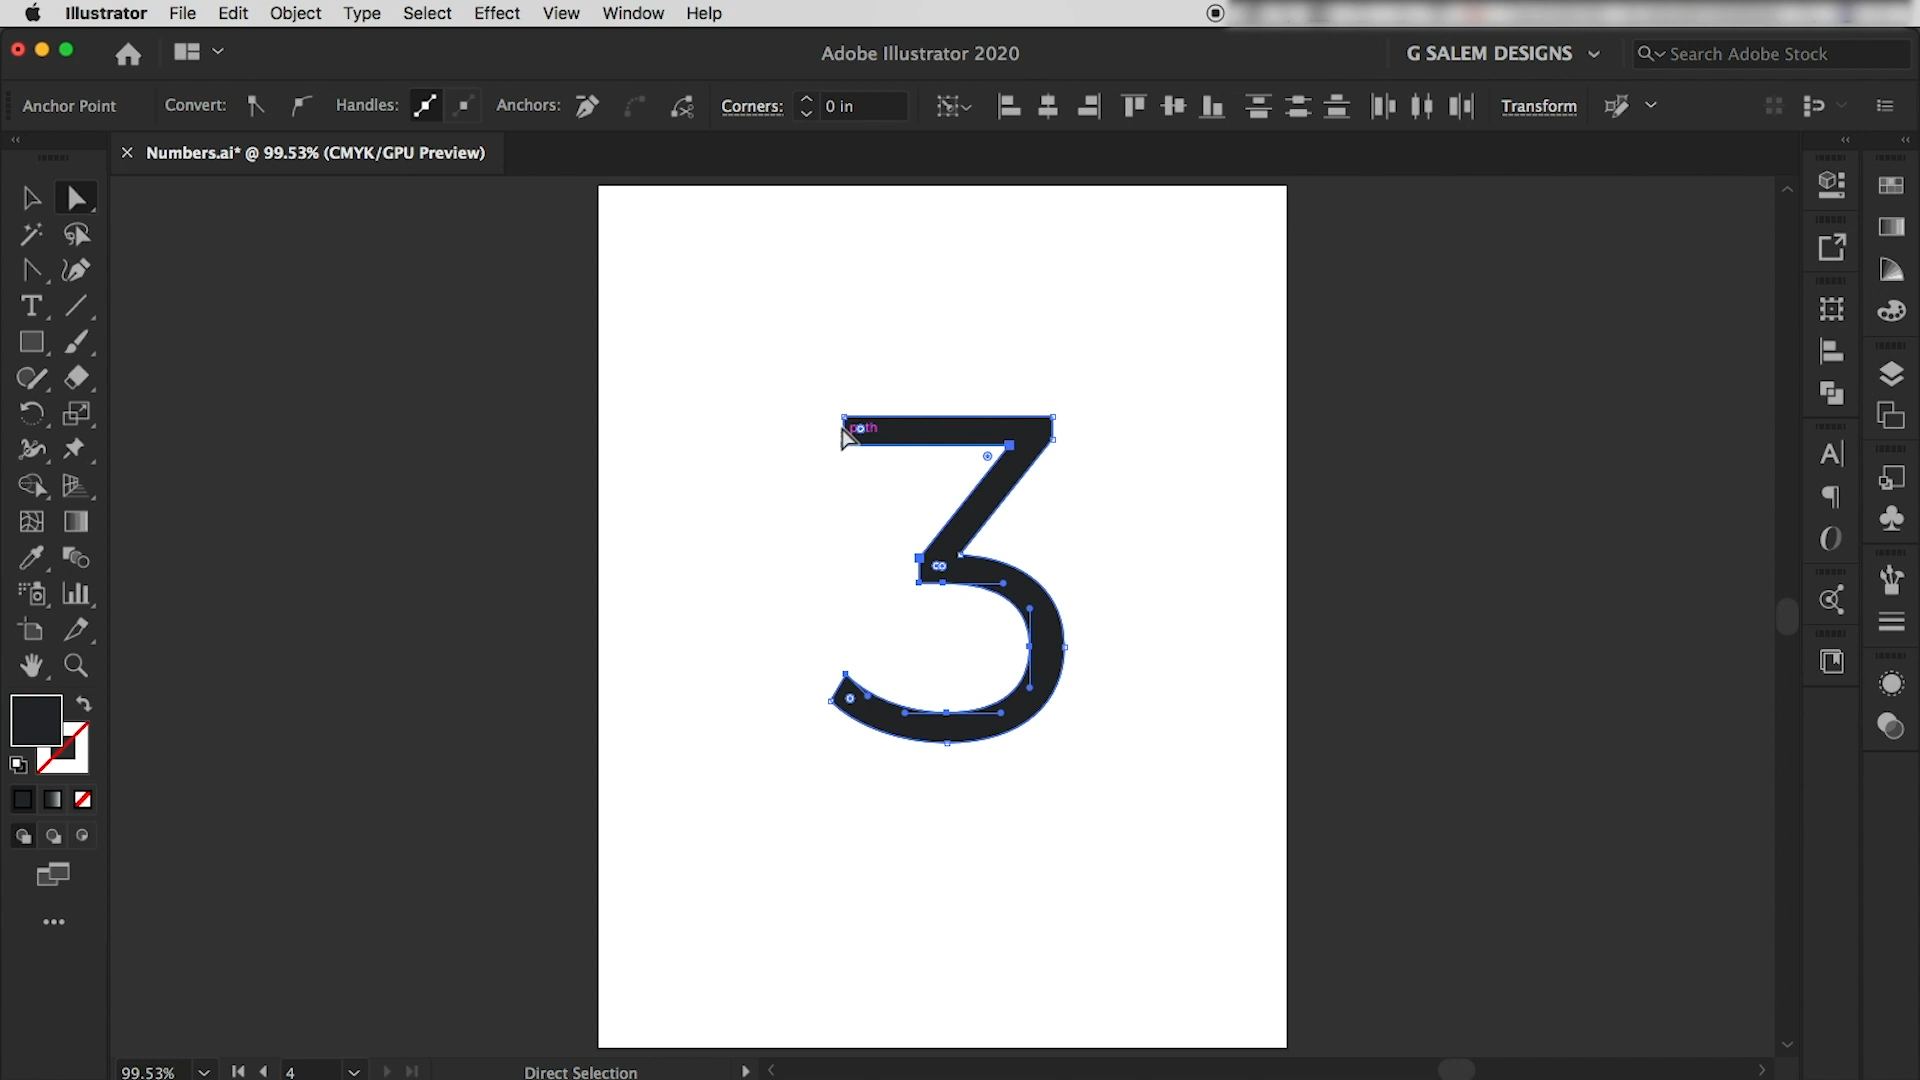 Illustrator File Edit Object Type Select Effect View Window Help
Adobe Illustrator 2020
G SALEM DESIGNS
Search Adobe Stock
Anchor Point Convert: Handles: Anchors: Corners: 0 in Transform
Numbers.ai* @ 99.53% (CMYK/GPU Preview)
path
3
99.53% 4 Direct Selection